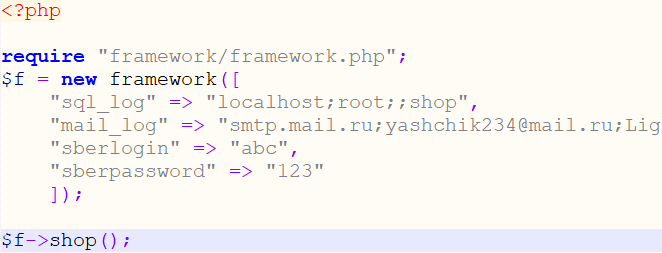 <?php
require "framework/framework.php";
$f = new framework([
"sql_log" => "localhost;root;;shop",
"mail_log" => "smtp.mail.ru;yashchik234@mail.ru;Lig
"sberlogin" => "abc",
"sberpassword" => "123"
]);
$f->shop();